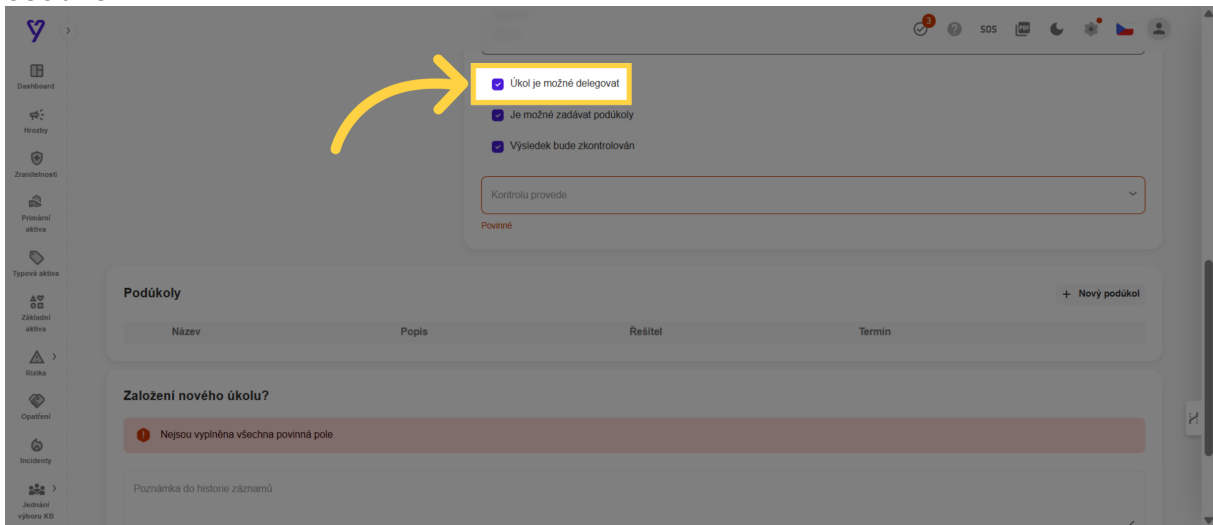 3
SOS
Dashboard
Hrozby
Zranitelnosti
Primární
aktiva
Typová aktiva
Základní
aktiva
Rizika
Opatření
Incidenty
Jednání
výboru KB
Úkol je možné delegovat
Je možné zadávat podúkoly
Výsledek bude zkontrolován
Kontrolu provede
Povinné
Podúkoly
+ Nový podúkol
Název Popis Řešitel Termín
Založení nového úkolu?
Nejsou vyplněna všechna povinná pole
Poznámka do historie záznamů